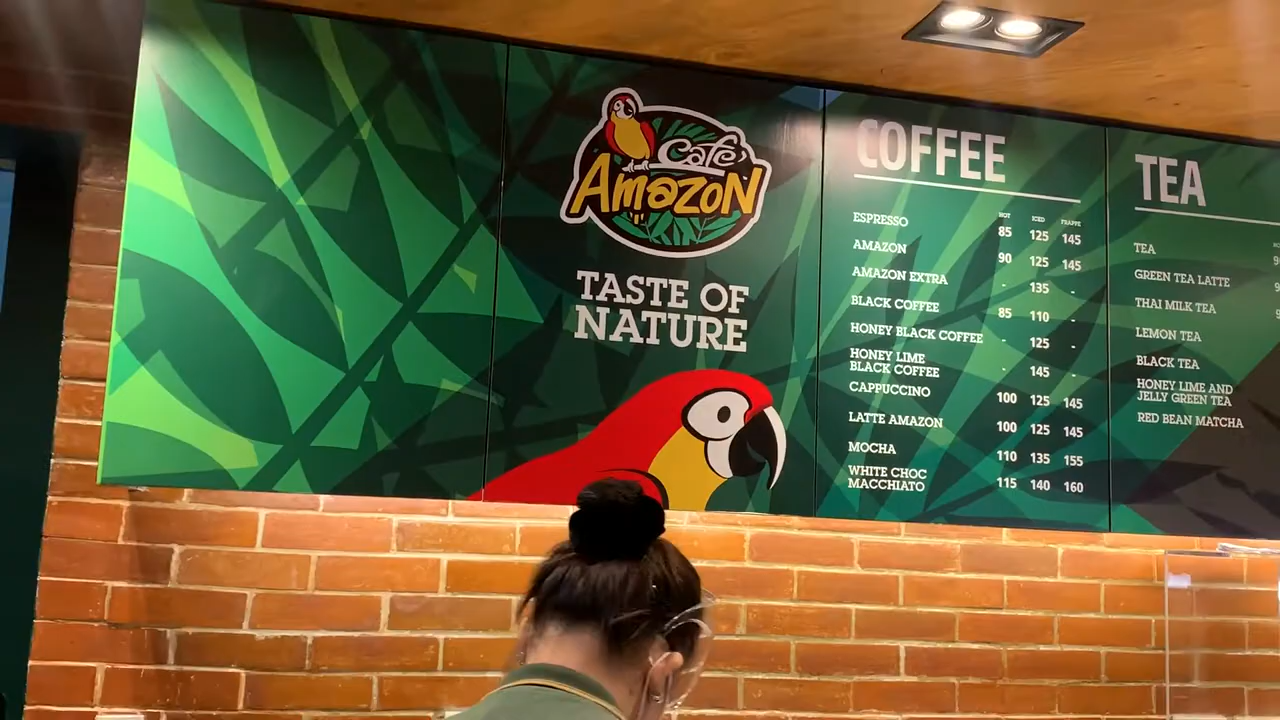 Café
Amazon
TASTE OF
NATURE
COFFEE
HOT ICED FRAPPE
ESPRESSO 85 125 145
AMAZON 90 125 145
AMAZON EXTRA - 135 -
BLACK COFFEE 85 110 -
HONEY BLACK COFFEE - 125 -
HONEY LIME
BLACK COFFEE - 145 -
CAPPUCCINO 100 125 145
LATTE AMAZON 100 125 145
MOCHA 110 135 155
WHITE CHOC
MACCHIATO 115 140 160
TEA
TEA
GREEN TEA LATTE
THAI MILK TEA
LEMON TEA
BLACK TEA
HONEY LIME AND
JELLY GREEN TEA
RED BEAN MATCHA